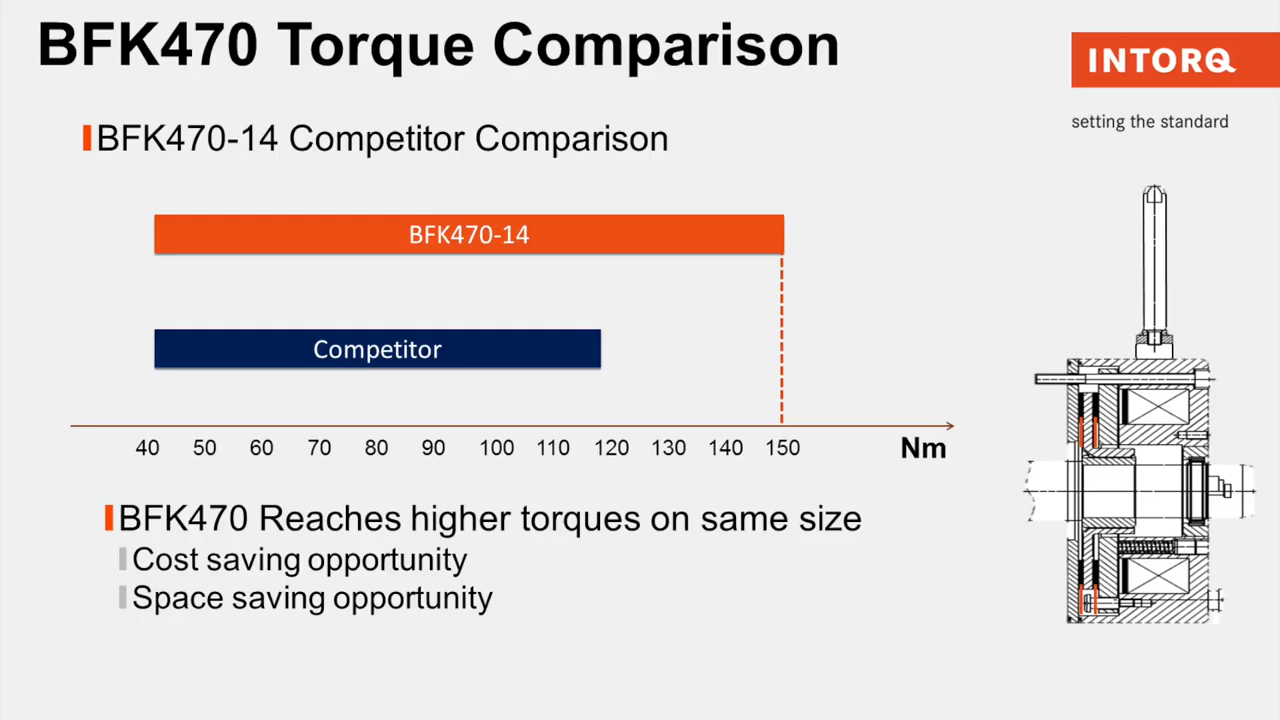 BFK470 Torque Comparison
INTORQ
setting the standard
BFK470-14 Competitor Comparison
BFK470-14
Competitor
40 50 60 70 80 90 100 110 120 130 140 150 Nm
BFK470 Reaches higher torques on same size
Cost saving opportunity
Space saving opportunity